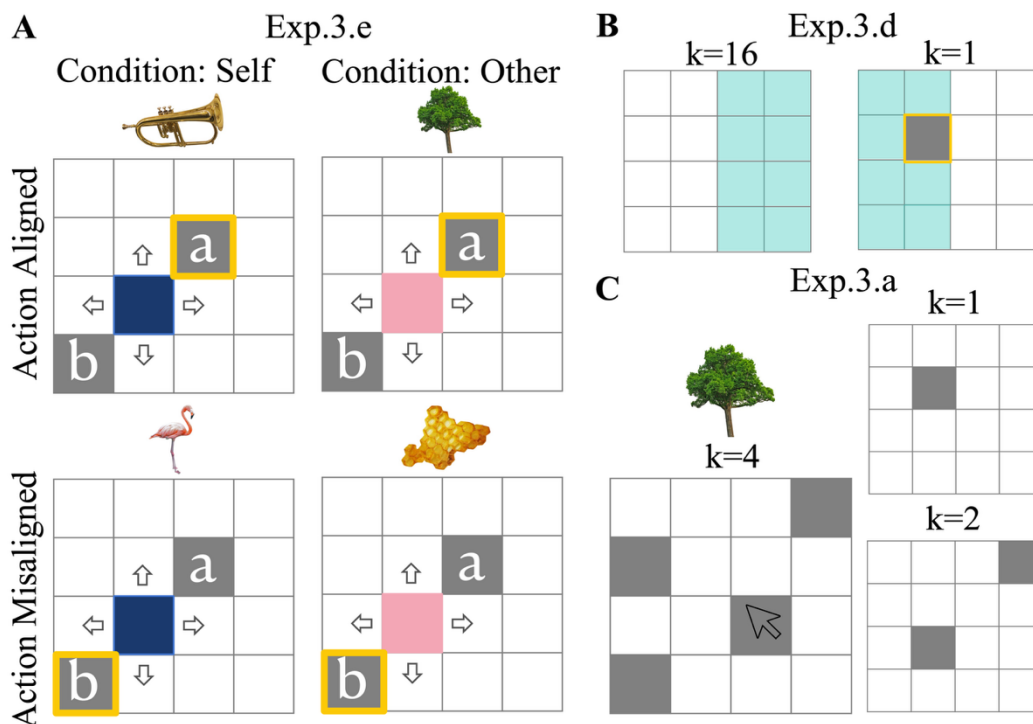 A
Exp.3.e
Condition: Self
Condition: Other
Action Aligned
a
b
a
b
Action Misaligned
a
b
a
b
B
Exp.3.d
k=16
k=1
C
Exp.3.a
k=4
k=1
k=2